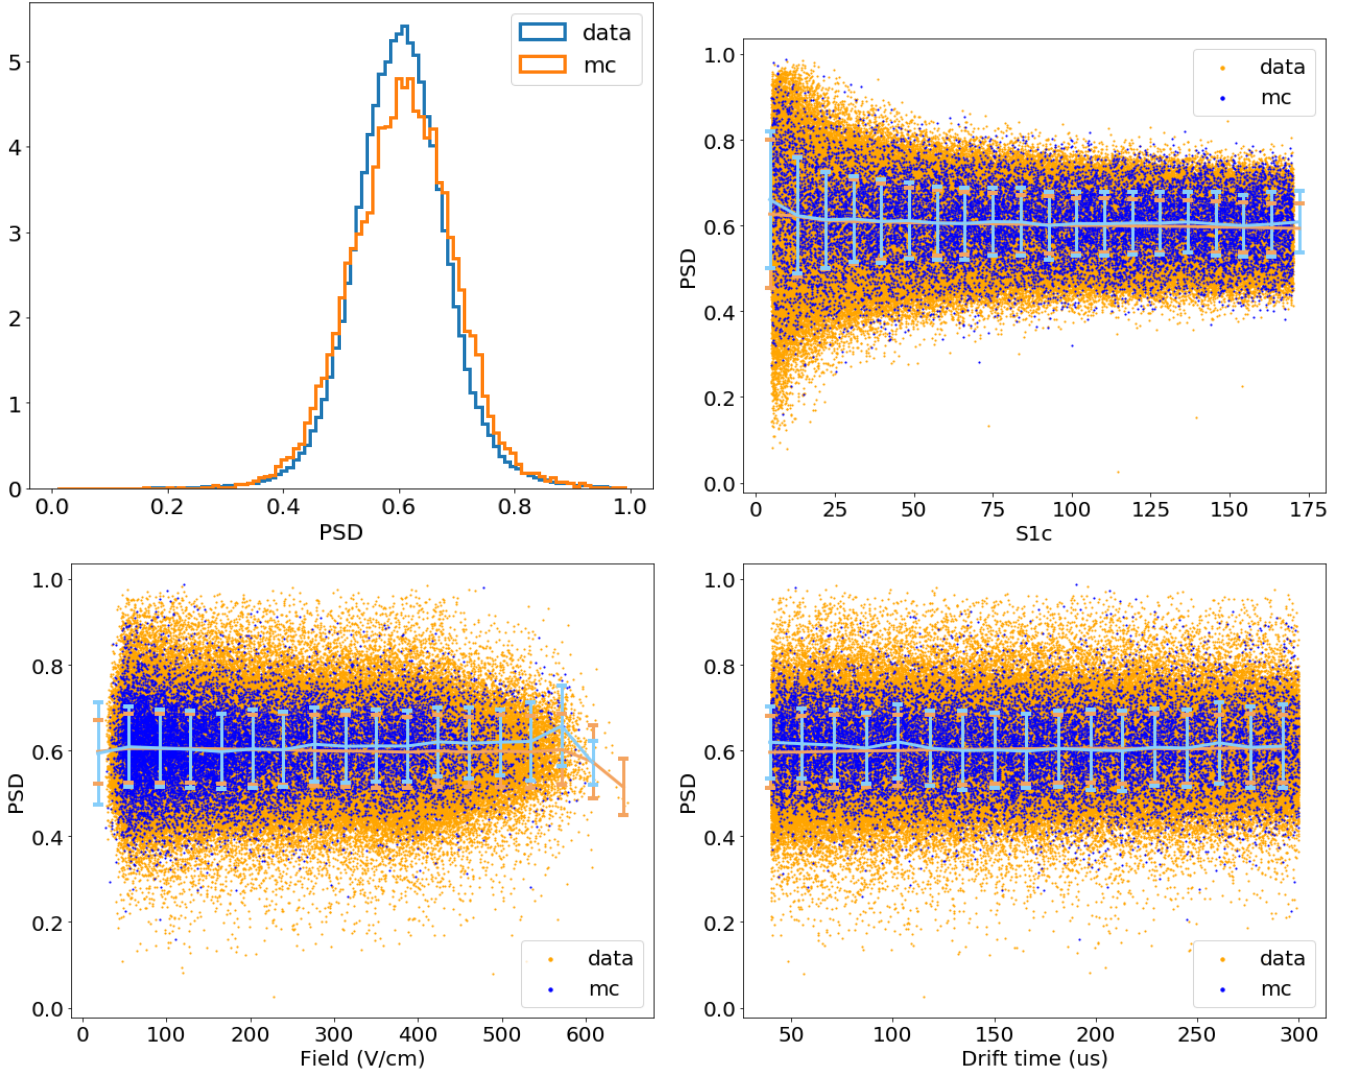 data
mc
5
4
3
2
1
0
0.0 0.2 0.4 0.6 0.8 1.0
PSD
data
mc
1.0
0.8
0.6
0.4
0.2
0.0
PSD
0 25 50 75 100 125 150 175
S1c
1.0
0.8
0.6
0.4
0.2
0.0
PSD
data
mc
0 100 200 300 400 500 600
Field (V/cm)
1.0
0.8
0.6
0.4
0.2
0.0
PSD
data
mc
50 100 150 200 250 300
Drift time (us)